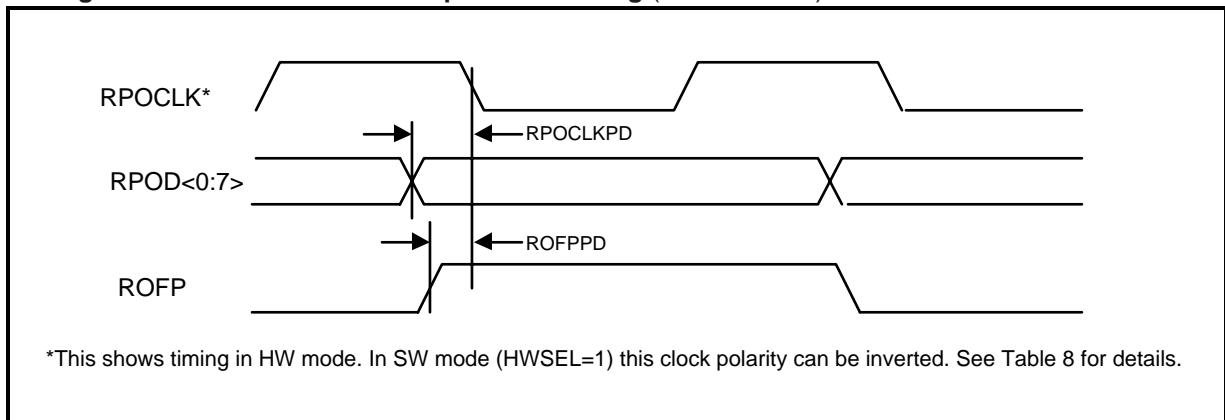 RPOCLK*
RPOCLKPD
RPOD<0:7>
ROFPPD
ROFP
*This shows timing in HW mode. In SW mode (HWSEL=1) this clock polarity can be inverted. See Table 8 for details.